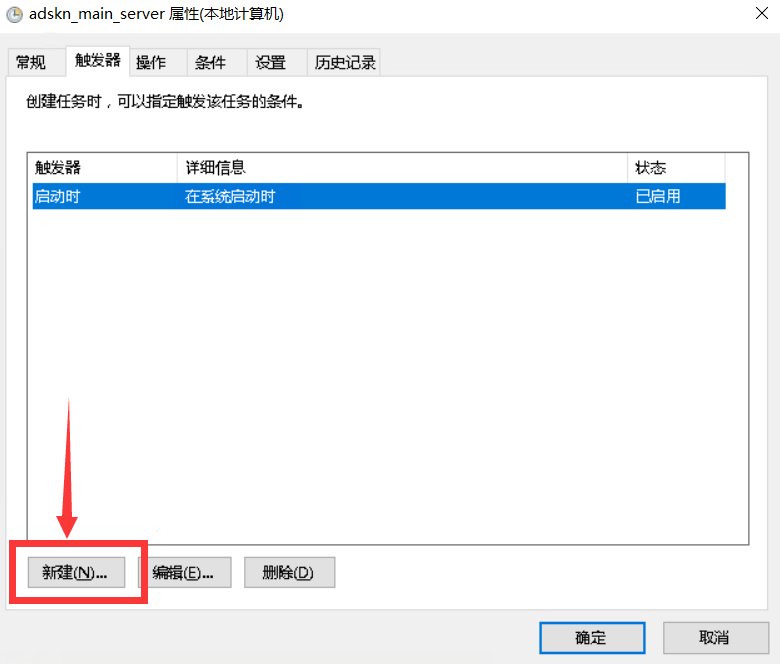 adskn_main_server 属性(本地计算机)
常规 触发器 操作 条件 设置 历史记录
创建任务时，可以指定触发该任务的条件。
触发器 详细信息 状态
启动时 在系统启动时 已启用
新建(N)... 编辑(E)... 删除(D)
确定 取消